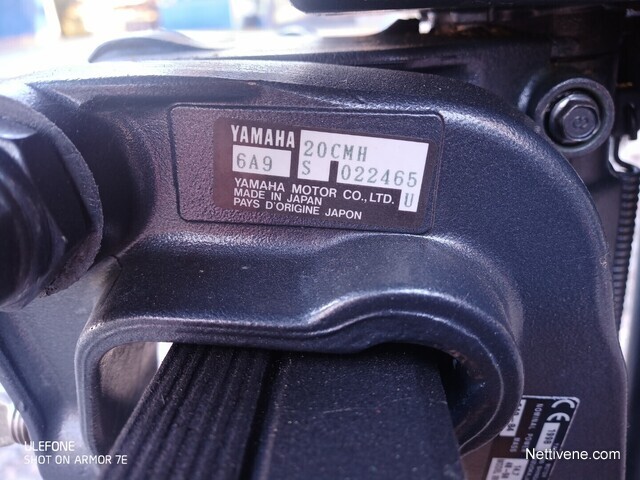 YAMAHA 20CMH
6A9 S 022465
U
YAMAHA MOTOR CO., LTD.
MADE IN JAPAN
PAYS D'ORIGINE JAPON
CE
ULEFONE
SHOT ON ARMOR 7E
Nettivene.com